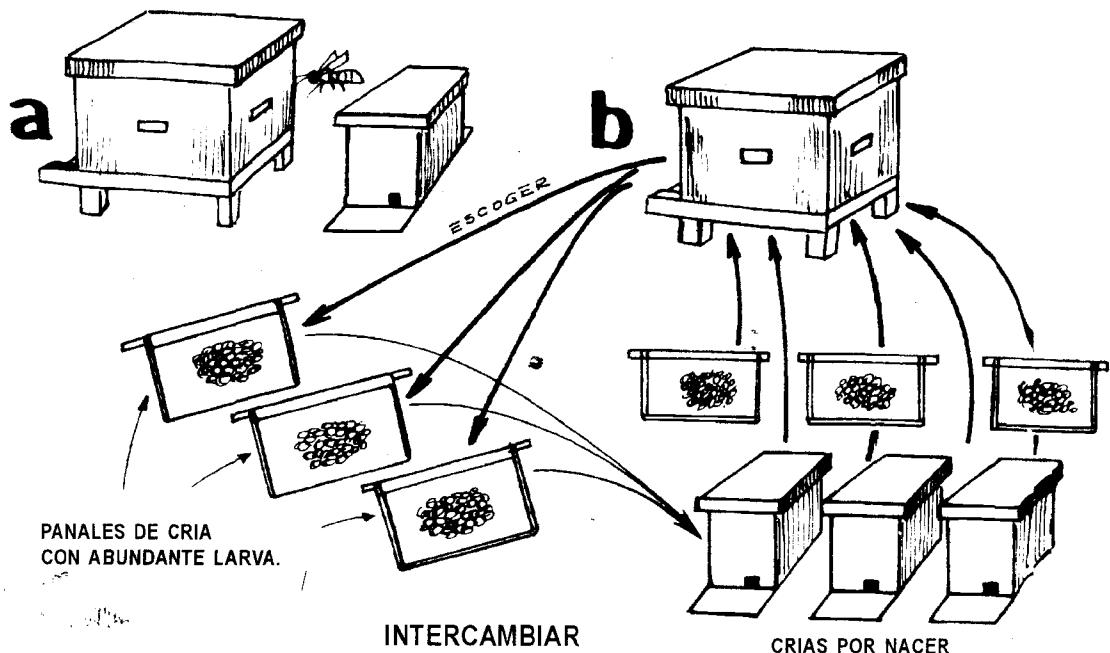 a
b
ESCOGER
PANALES DE CRIA
CON ABUNDANTE LARVA.
INTERCAMBIAR
CRIAS POR NACER